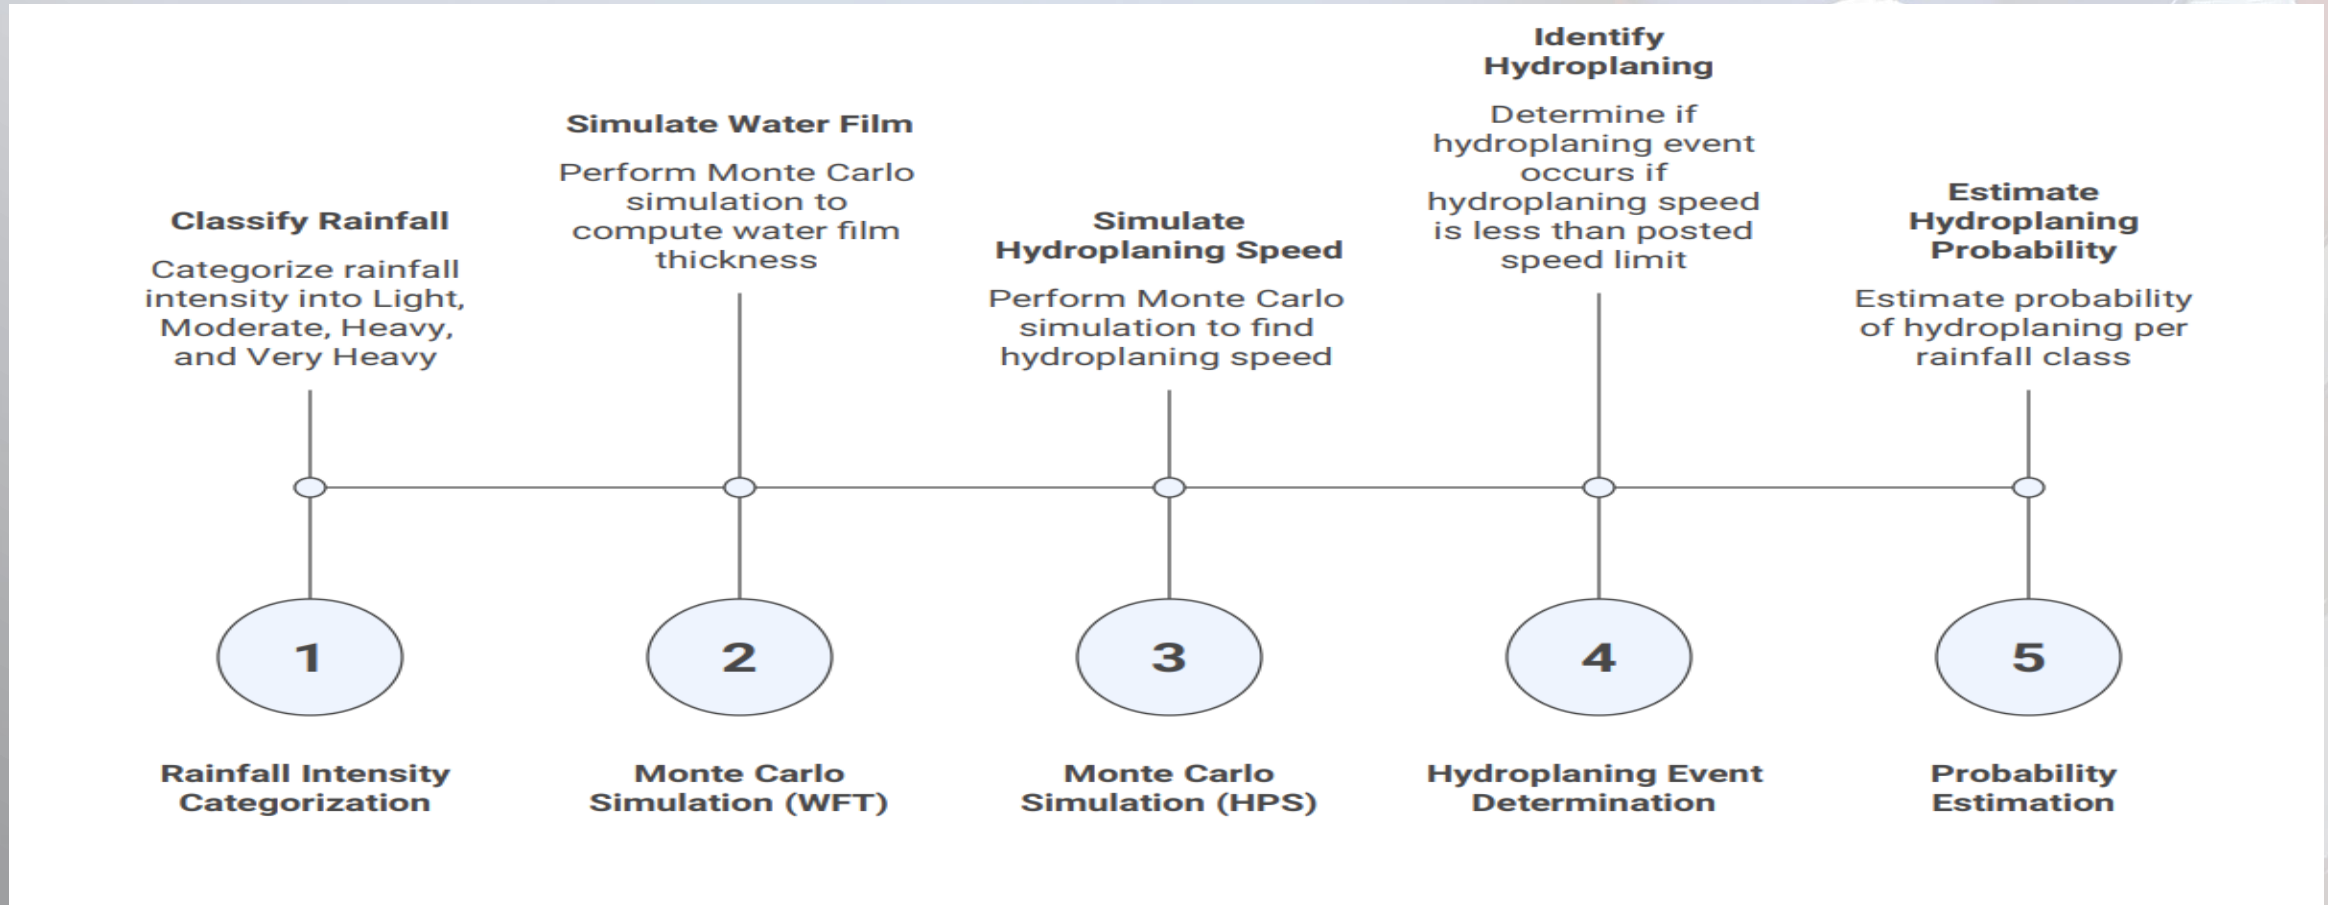 Classify Rainfall
Categorize rainfall
intensity into Light,
Moderate, Heavy,
and Very Heavy
1
Rainfall Intensity
Categorization
Simulate Water Film
Perform Monte Carlo
simulation to
compute water film
thickness
2
Monte Carlo
Simulation (WFT)
Simulate
Hydroplaning Speed
Perform Monte Carlo
simulation to find
hydroplaning speed
3
Monte Carlo
Simulation (HPS)
Identify
Hydroplaning
Determine if
hydroplaning event
occurs if
hydroplaning speed
is less than posted
speed limit
4
Hydroplaning Event
Determination
Estimate
Hydroplaning
Probability
Estimate probability
of hydroplaning per
rainfall class
5
Probability
Estimation